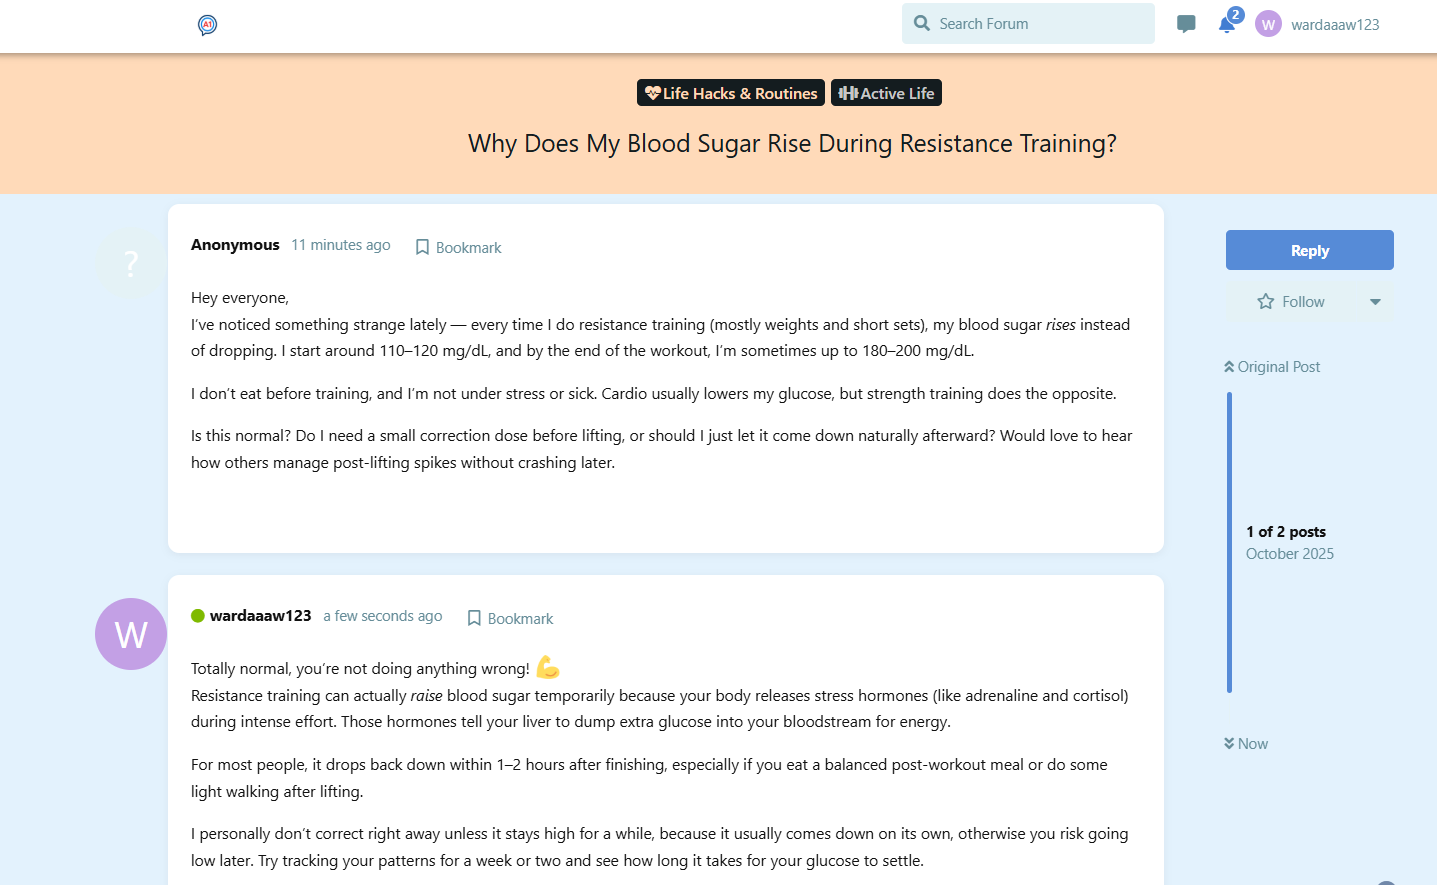 A1
Search Forum
2
W
wardaaaw123
Life Hacks & Routines
Active Life
Why Does My Blood Sugar Rise During Resistance Training?
?
Anonymous 11 minutes ago Bookmark
Hey everyone,
I’ve noticed something strange lately — every time I do resistance training (mostly weights and short sets), my blood sugar rises instead
of dropping. I start around 110–120 mg/dL, and by the end of the workout, I’m sometimes up to 180–200 mg/dL.
I don’t eat before training, and I’m not under stress or sick. Cardio usually lowers my glucose, but strength training does the opposite.
Is this normal? Do I need a small correction dose before lifting, or should I just let it come down naturally afterward? Would love to hear
how others manage post-lifting spikes without crashing later.
W
wardaaaw123 a few seconds ago Bookmark
Totally normal, you’re not doing anything wrong! 💪
Resistance training can actually raise blood sugar temporarily because your body releases stress hormones (like adrenaline and cortisol)
during intense effort. Those hormones tell your liver to dump extra glucose into your bloodstream for energy.
For most people, it drops back down within 1–2 hours after finishing, especially if you eat a balanced post-workout meal or do some
light walking after lifting.
I personally don’t correct right away unless it stays high for a while, because it usually comes down on its own, otherwise you risk going
low later. Try tracking your patterns for a week or two and see how long it takes for your glucose to settle.
Reply
Follow
Original Post
1 of 2 posts
October 2025
Now